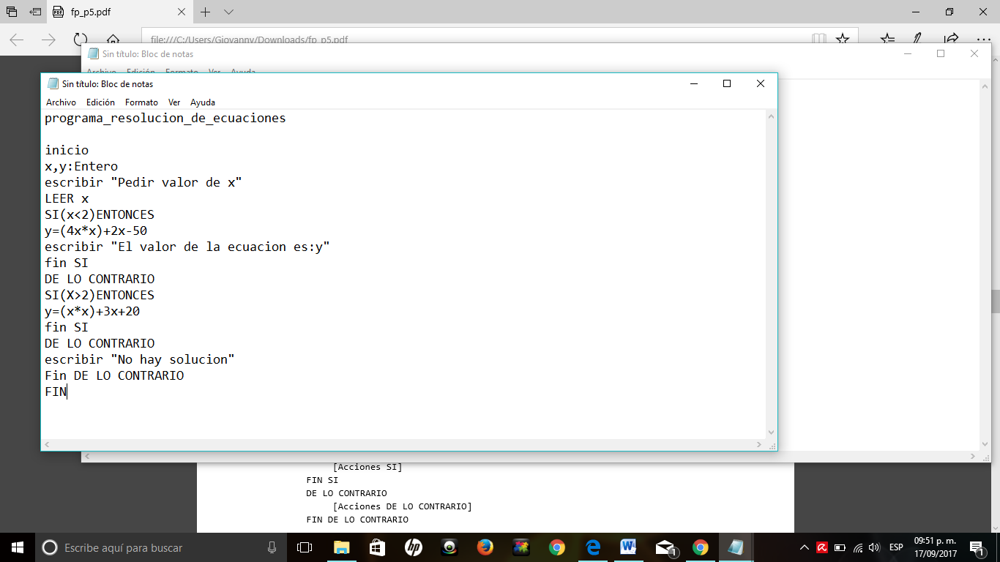 fp_p5.pdf
file:///C:/Users/Giovanny/Downloads/fp_p5.pdf
Sin título: Bloc de notas
Archivo Edición Formato Ver Ayuda
Sin título: Bloc de notas
Archivo Edición Formato Ver Ayuda
programa_resolucion_de_ecuaciones
inicio
x,y:Entero
escribir "Pedir valor de x"
LEER x
SI(x<2)ENTONCES
y=(4x*x)+2x-50
escribir "El valor de la ecuacion es:y"
fin SI
DE LO CONTRARIO
SI(X>2)ENTONCES
y=(x*x)+3x+20
fin SI
DE LO CONTRARIO
escribir "No hay solucion"
Fin DE LO CONTRARIO
FIN
[Acciones SI]
FIN SI
DE LO CONTRARIO
[Acciones DE LO CONTRARIO]
FIN DE LO CONTRARIO
Escribe aquí para buscar
ESP
09:51 p. m.
17/09/2017